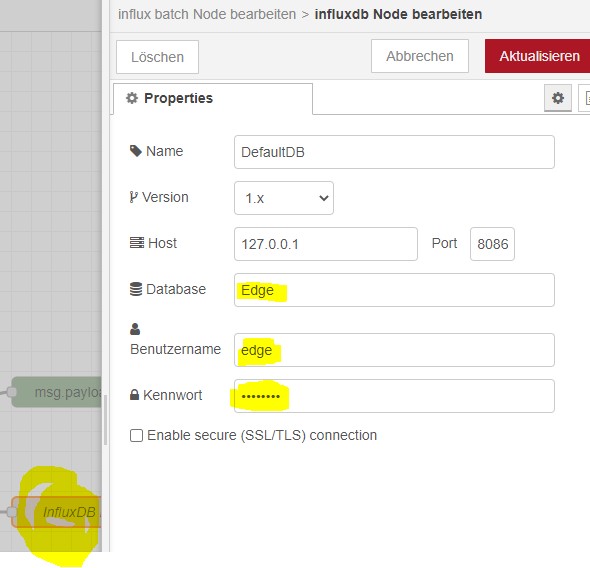 influx batch Node bearbeiten > influxdb Node bearbeiten
Löschen
Abbrechen
Aktualisieren
Properties
Name
DefaultDB
Version
1.x
Host
127.0.0.1
Port
8086
Database
Edge
Benutzername
edge
Kennwort
••••••••
Enable secure (SSL/TLS) connection
msg.payloa
InfluxDB